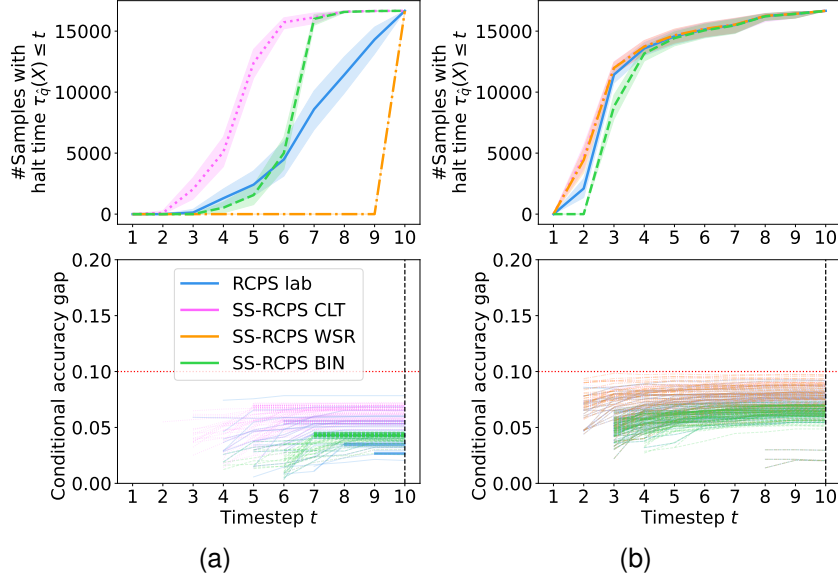 #Samples with
halt time τq̂(X) ≤ t
15000
10000
5000
0
1 2 3 4 5 6 7 8 9 10
Conditional accuracy gap
0.20
0.15
0.10
0.05
0.00
RCPS lab
SS-RCPS CLT
SS-RCPS WSR
SS-RCPS BIN
1 2 3 4 5 6 7 8 9 10
Timestep t
(a)
#Samples with
halt time τq̂(X) ≤ t
15000
10000
5000
0
1 2 3 4 5 6 7 8 9 10
Conditional accuracy gap
0.20
0.15
0.10
0.05
0.00
1 2 3 4 5 6 7 8 9 10
Timestep t
(b)